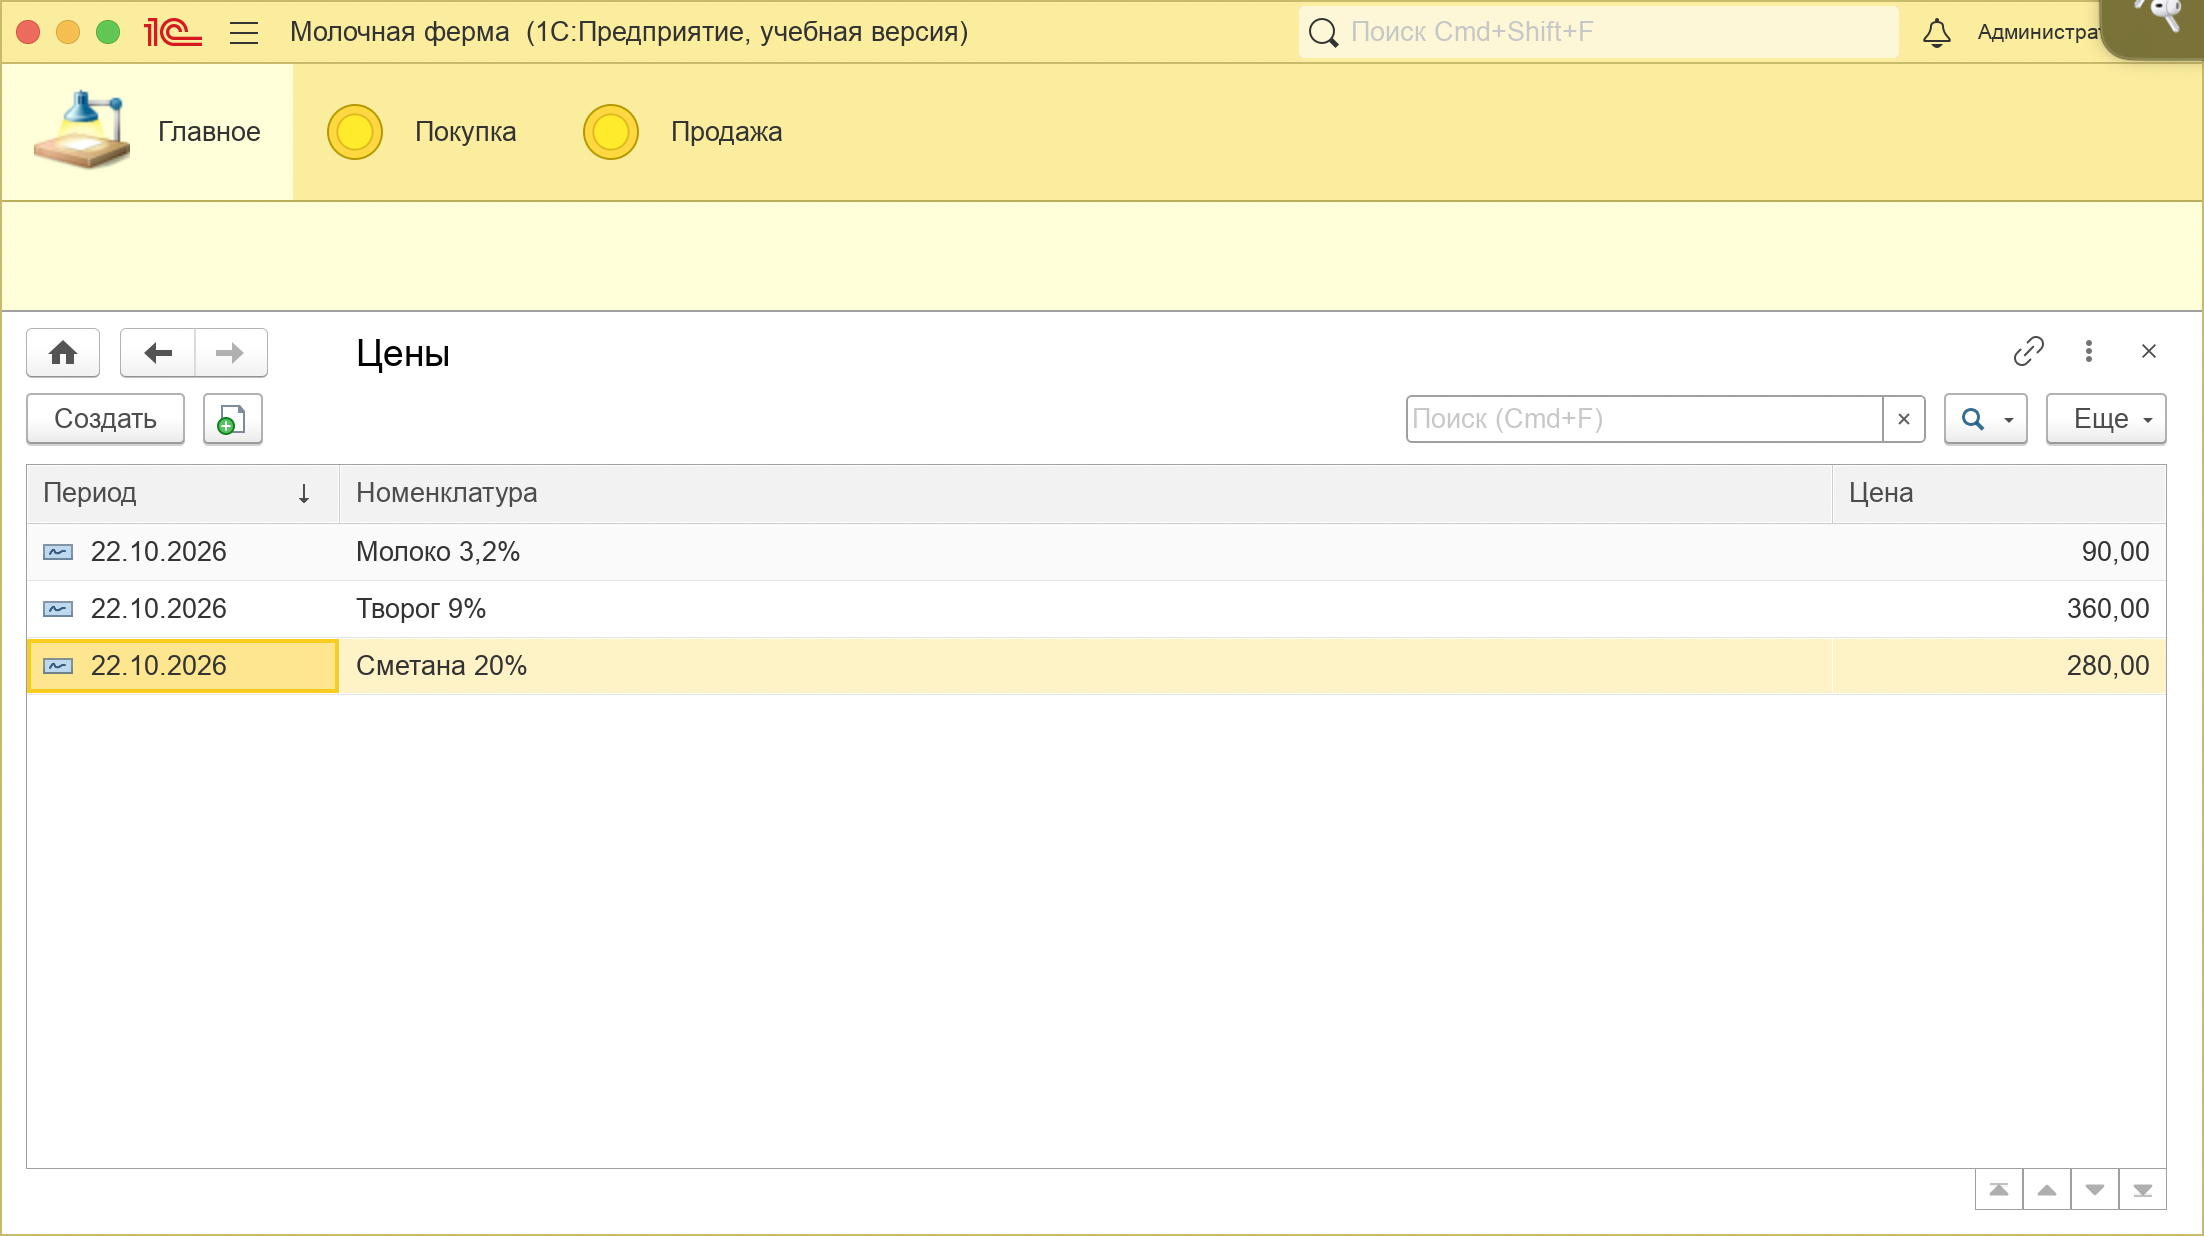 1С Молочная ферма (1С:Предприятие, учебная версия) Поиск Cmd+Shift+F
Главное Покупка Продажа
Цены
Создать Поиск (Cmd+F) × Еще
Период ↓ Номенклатура Цена
22.10.2026 Молоко 3,2% 90,00
22.10.2026 Творог 9% 360,00
22.10.2026 Сметана 20% 280,00